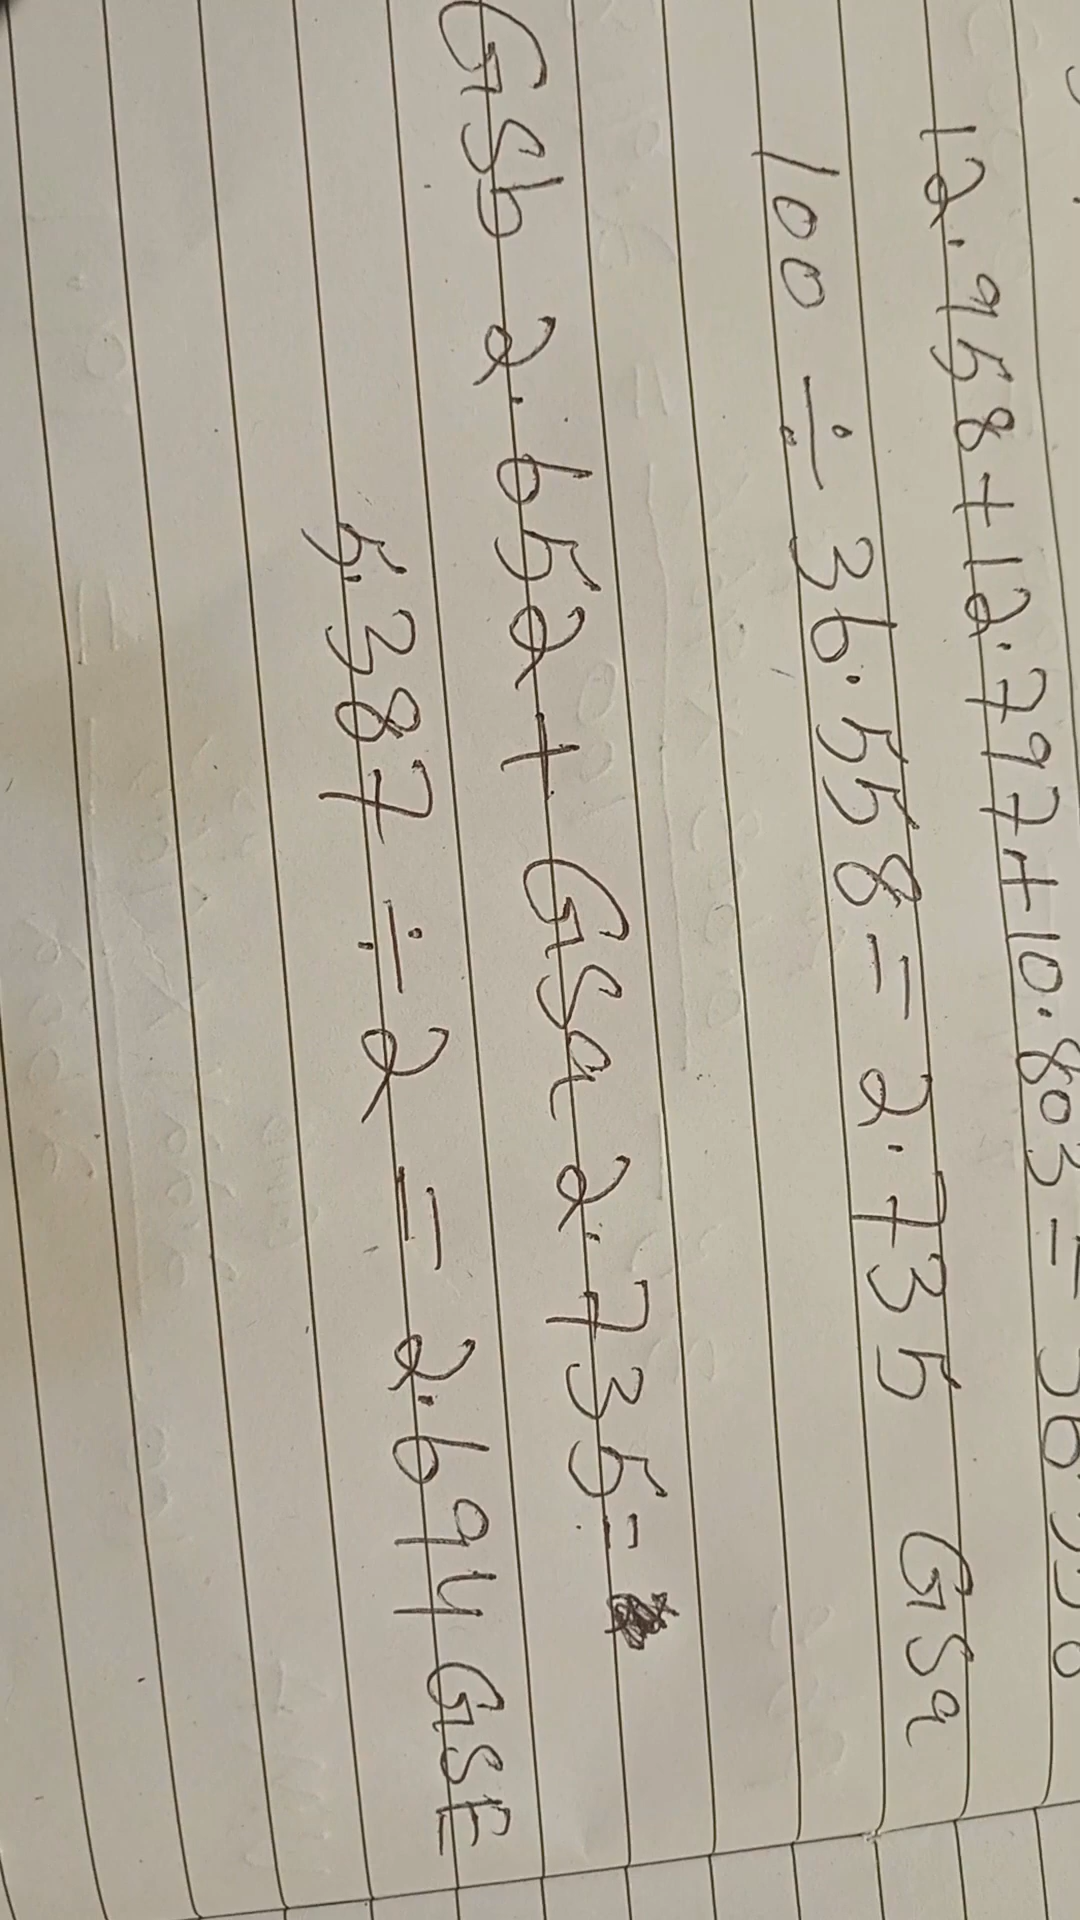 12.958+12.797+10.803=36.558
100 ÷ 36.558= 2.735 GSa
GSb 2.652+ GSa 2.735=
5.387 ÷ 2 = 2.694 GSE